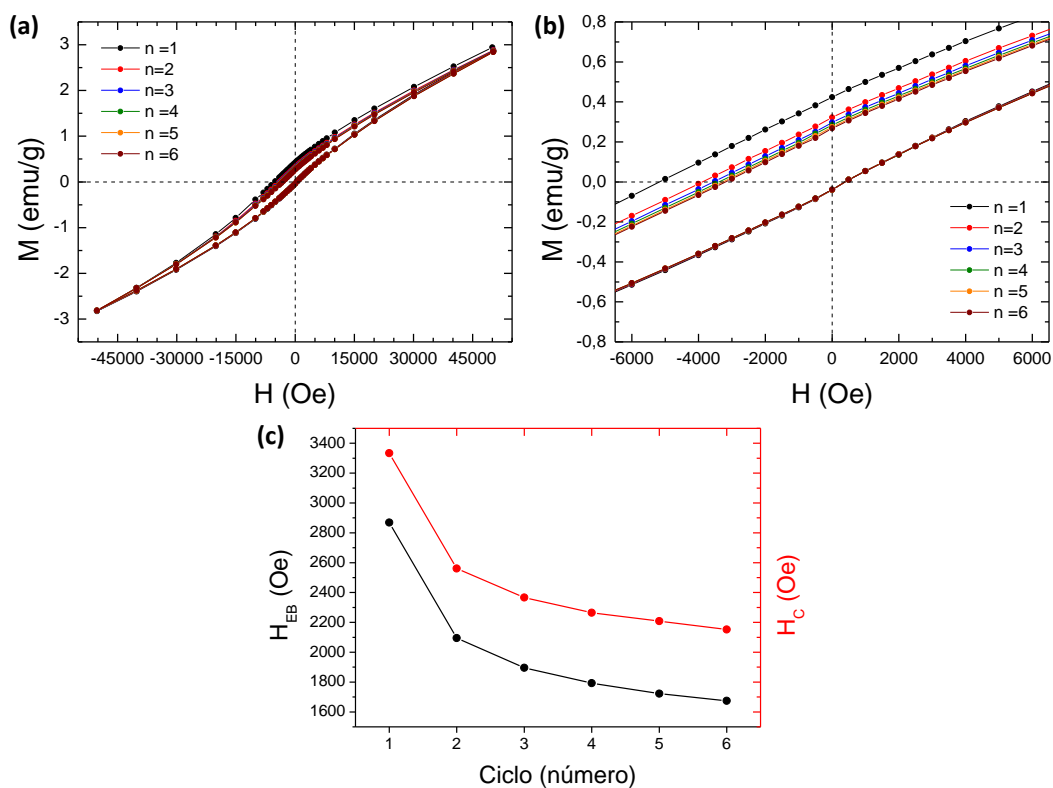 (a)
n =1
n=2
n=3
n =4
n =5
n =6
3
2
1
0
-1
-2
-3
M (emu/g)
-45000 -30000 -15000 0 15000 30000 45000
H (Oe)
(b)
0,8
0,6
0,4
0,2
0,0
-0,2
-0,4
-0,6
-0,8
0,8
M (emu/g)
n =1
n=2
n=3
n =4
n =5
n =6
-6000 -4000 -2000 0 2000 4000 6000
H (Oe)
(c)
3400
3200
3000
2800
2600
2400
2200
2000
1800
1600
H_EB (Oe)
H_C (Oe)
1 2 3 4 5 6
Ciclo (número)